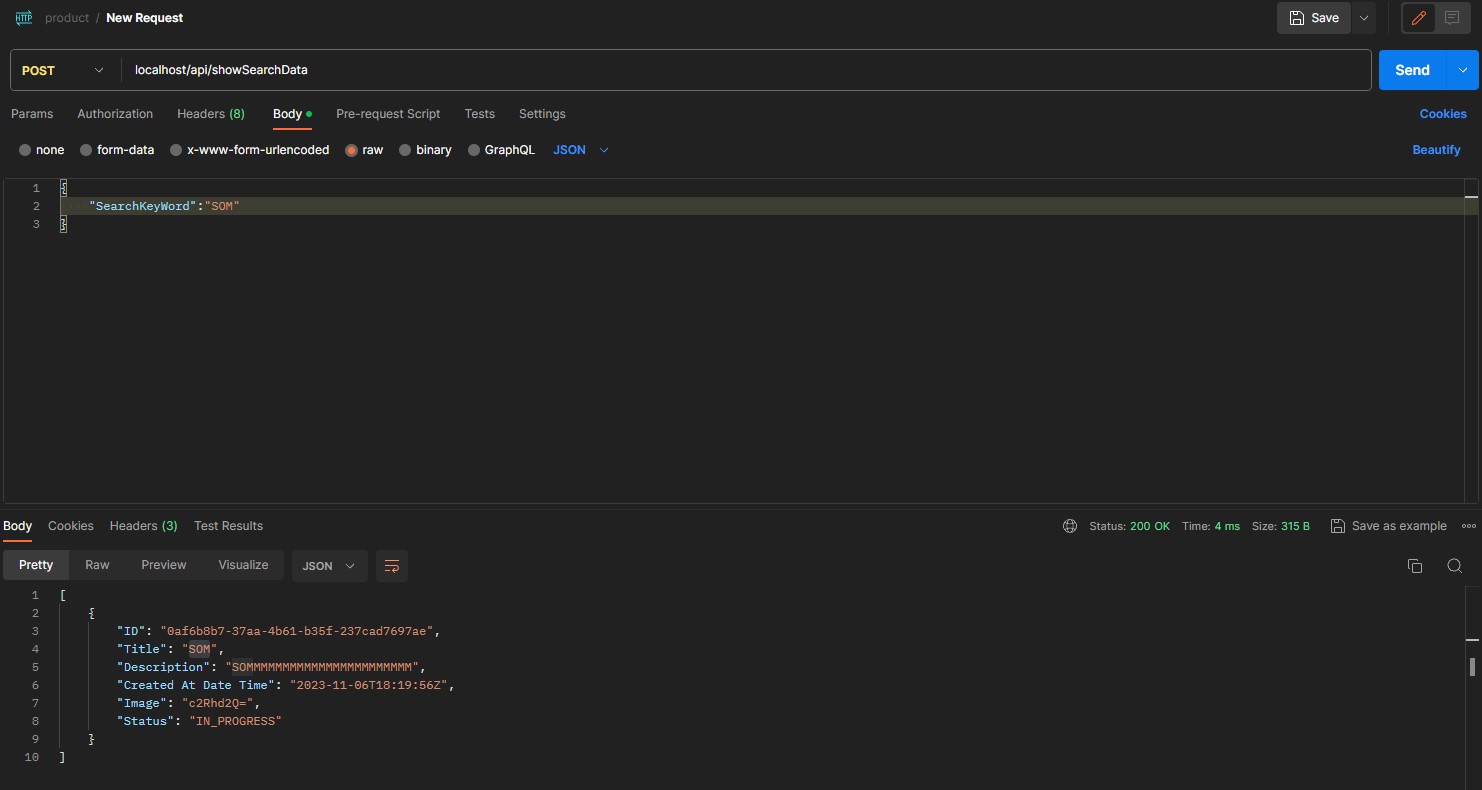 HTTP product / New Request Save
POST localhost/api/showSearchData Send
Params Authorization Headers (8) Body Pre-request Script Tests Settings Cookies
none form-data x-www-form-urlencoded raw binary GraphQL JSON Beautify
1 {
2 "SearchKeyWord":"SOM"
3 }
Body Cookies Headers (3) Test Results Status: 200 OK Time: 4 ms Size: 315 B Save as example
Pretty Raw Preview Visualize JSON
1 [
2 {
3 "ID": "0af6b8b7-37aa-4b61-b35f-237cad7697ae",
4 "Title": "SOM",
5 "Description": "SOMMMMMMMMMMMMMMMMMMMMMMM",
6 "Created At Date Time": "2023-11-06T18:19:56Z",
7 "Image": "c2Rhd2Q=",
8 "Status": "IN_PROGRESS"
9 }
10 ]